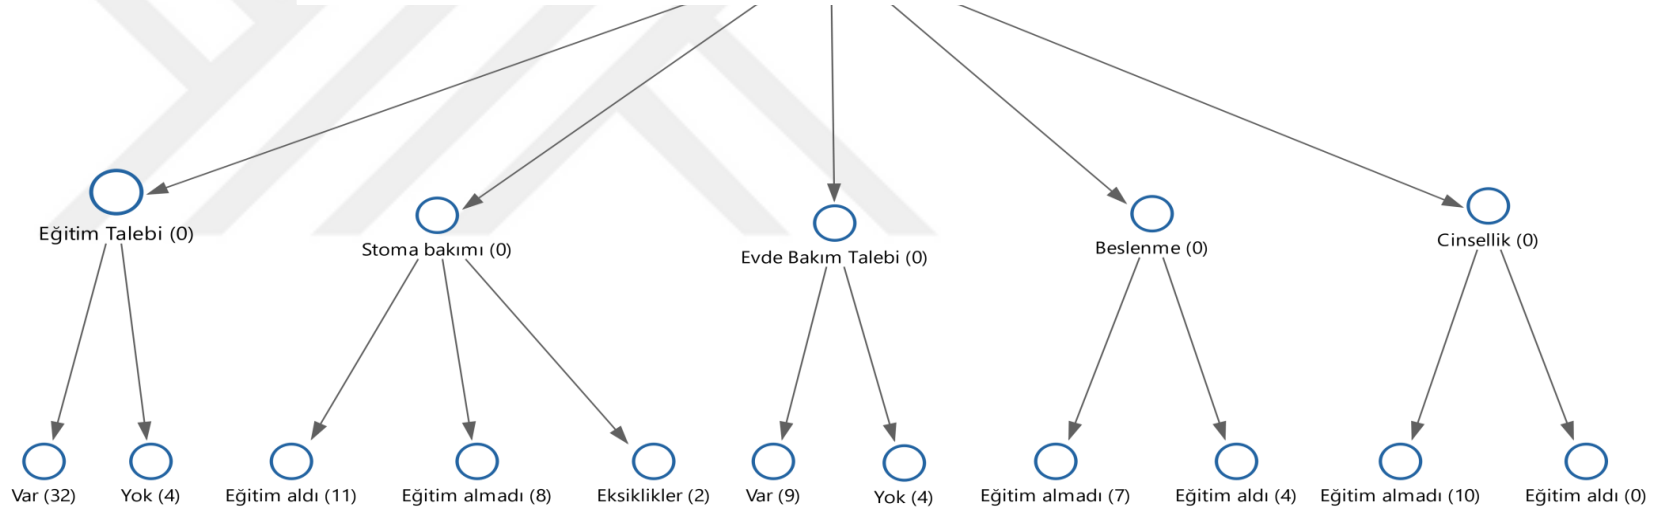 Eğitim Talebi (0)
Stoma bakımı (0)
Evde Bakım Talebi (0)
Beslenme (0)
Cinsellik (0)
Var (32)
Yok (4)
Eğitim aldı (11)
Eğitim almadı (8)
Eksiklikler (2)
Var (9)
Yok (4)
Eğitim almadı (7)
Eğitim aldı (4)
Eğitim almadı (10)
Eğitim aldı (0)